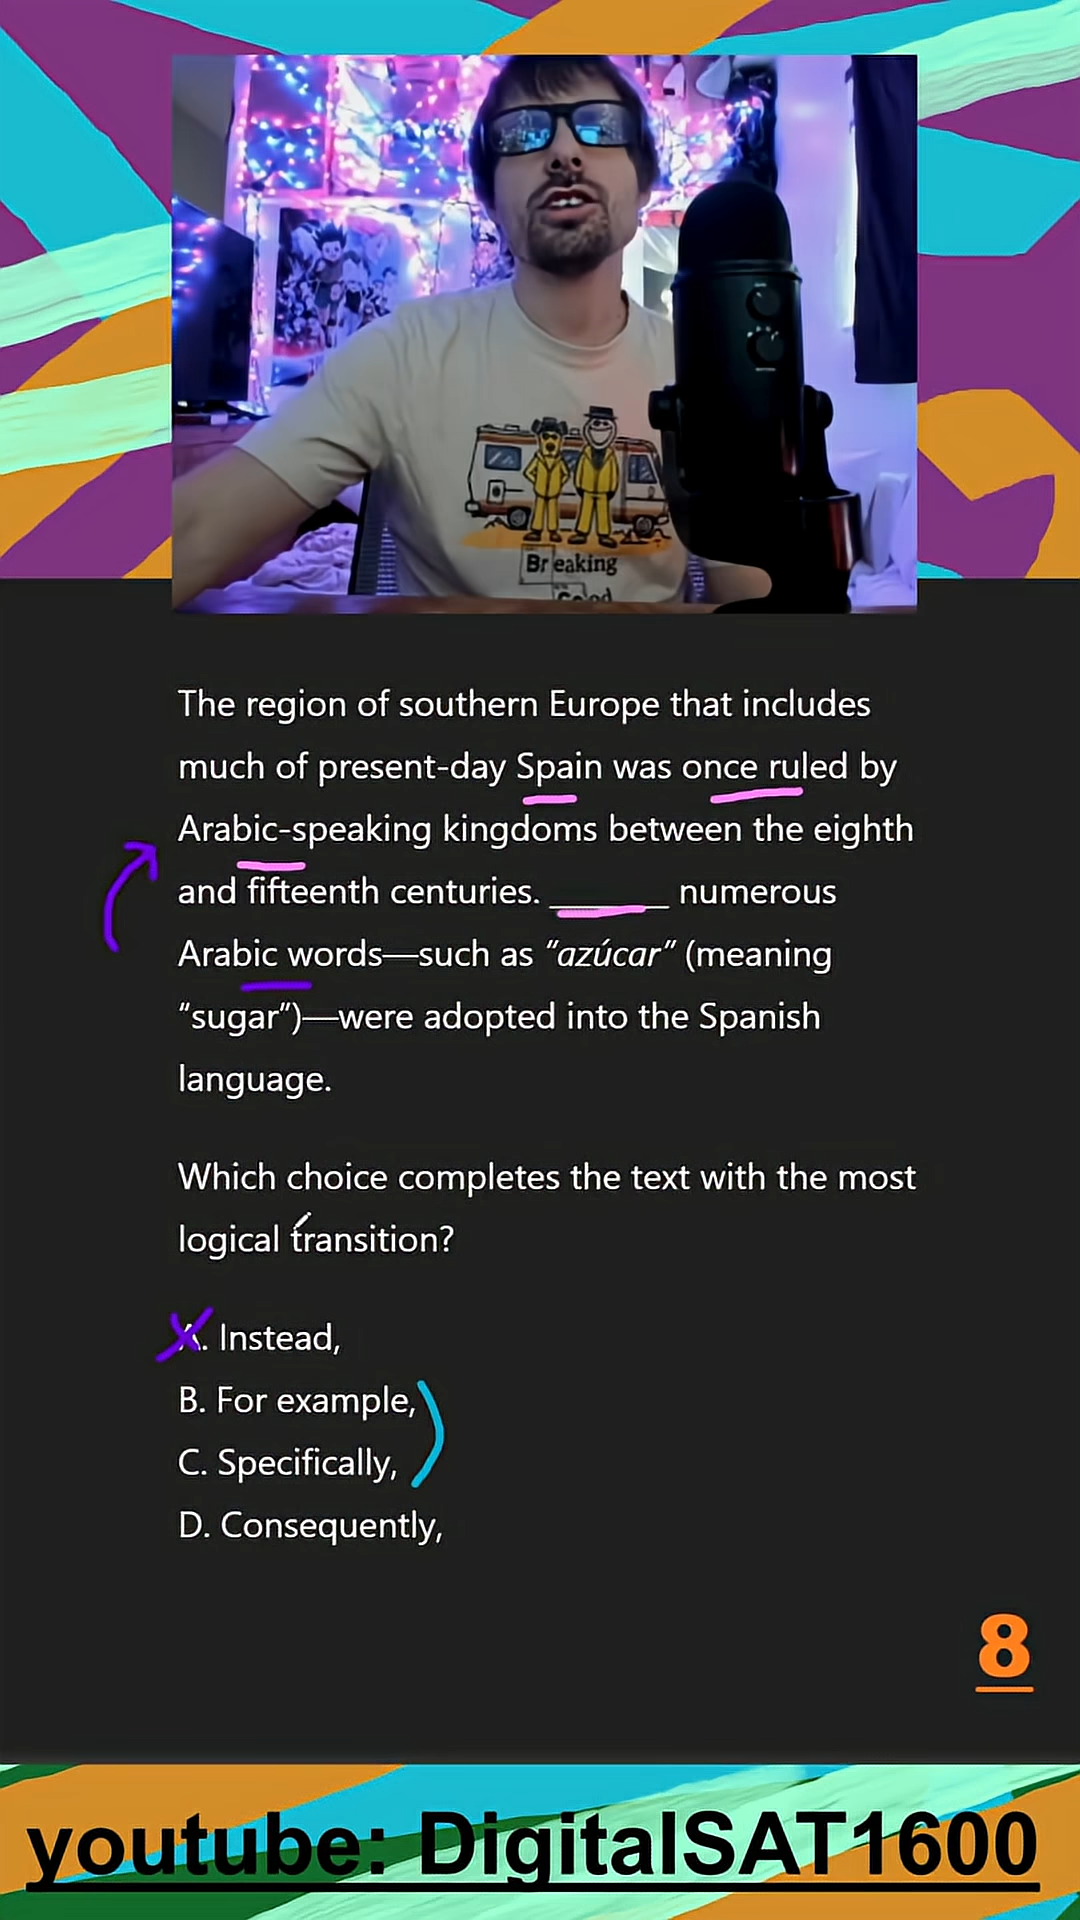 Breaking
Good
The region of southern Europe that includes
much of present-day Spain was once ruled by
Arabic-speaking kingdoms between the eighth
and fifteenth centuries. ______ numerous
Arabic words—such as “azúcar” (meaning
“sugar”)—were adopted into the Spanish
language.
Which choice completes the text with the most
logical transition?
A. Instead,
B. For example,
C. Specifically,
D. Consequently,
8
youtube: DigitalSAT1600